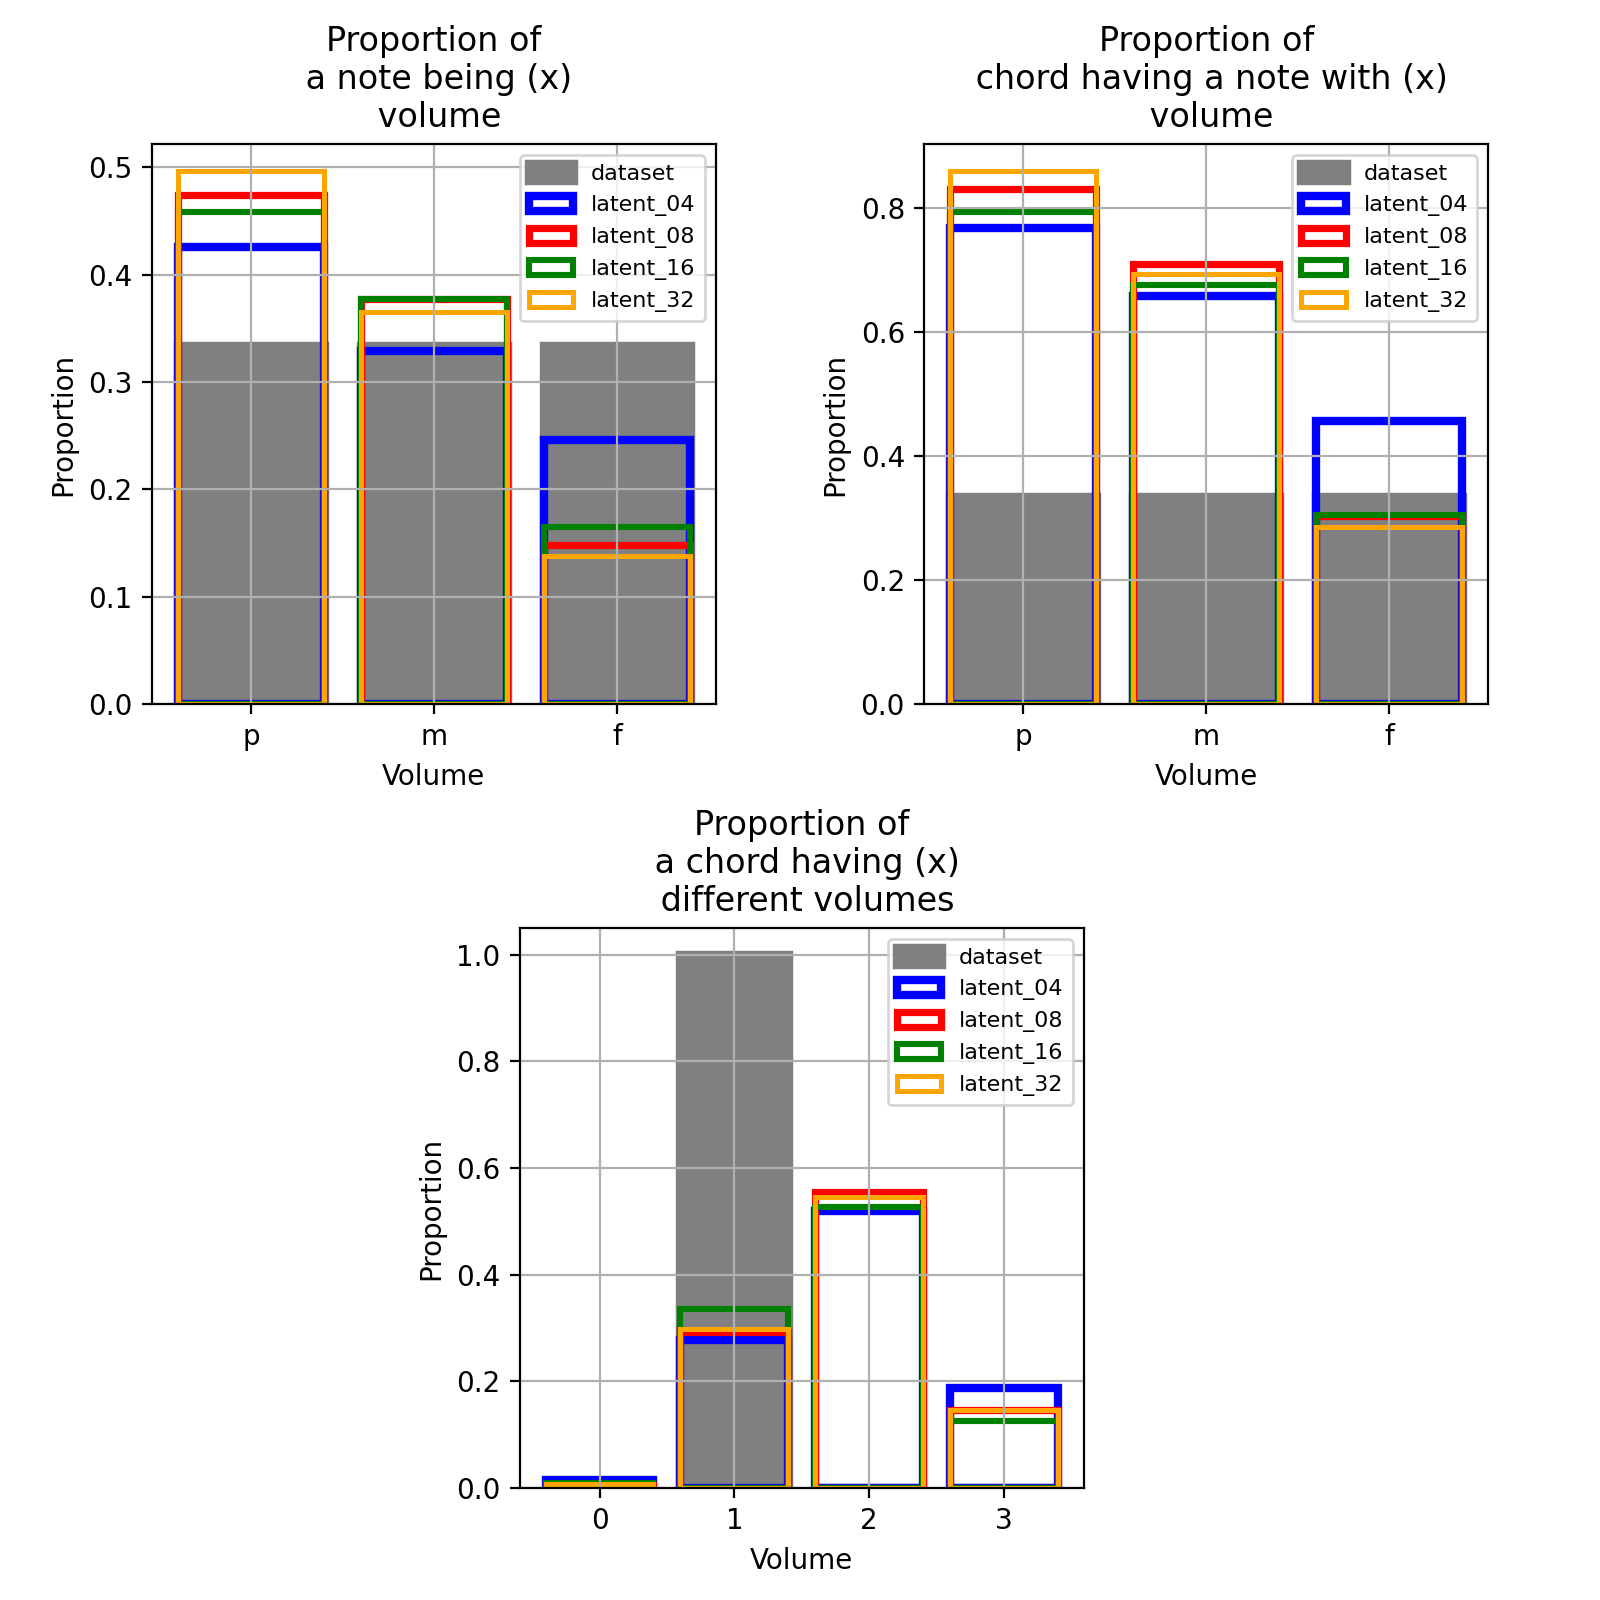 Proportion of
a note being (x)
volume
0.5
0.4
0.3
0.2
0.1
0.0
Proportion
p m f
Volume
dataset
latent_04
latent_08
latent_16
latent_32
Proportion of
chord having a note with (x)
volume
0.8
0.6
0.4
0.2
0.0
Proportion
p m f
Volume
dataset
latent_04
latent_08
latent_16
latent_32
Proportion of
a chord having (x)
different volumes
1.0
0.8
0.6
0.4
0.2
0.0
Proportion
0 1 2 3
Volume
dataset
latent_04
latent_08
latent_16
latent_32